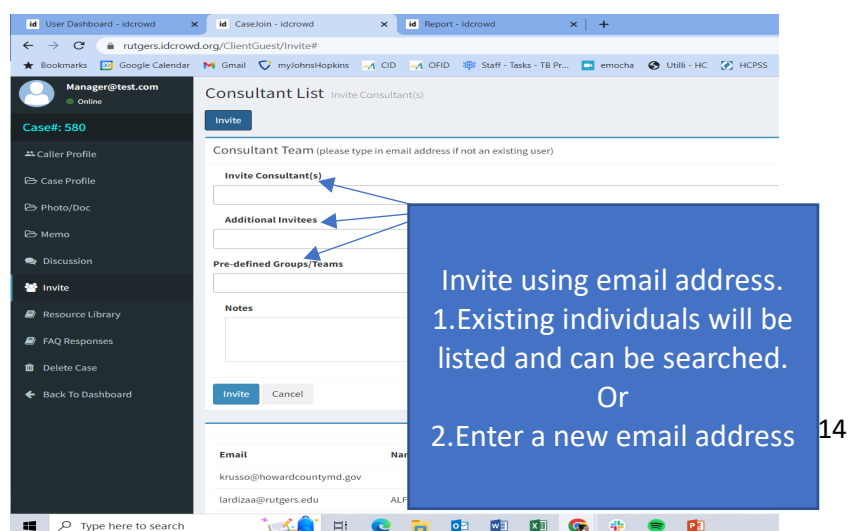 id User Dashboard - idcrowd
id CaseJoin - idcrowd
id Report - idcrowd
rutgers.idcrowd.org/ClientGuest/Invite#
Bookmarks Google Calendar Gmail myJohnsHopkins CID OFID Staff - Tasks - TB Pr... emocha Utilli - HC HCPSS
Manager@test.com
Online
Case#: 580
Caller Profile
Case Profile
Photo/Doc
Memo
Discussion
Invite
Resource Library
FAQ Responses
Delete Case
Back To Dashboard
Consultant List Invite Consultant(s)
Invite
Consultant Team (please type in email address if not an existing user)
Invite Consultant(s)
Additional Invitees
Pre-defined Groups/Teams
Notes
Invite Cancel
Email
krusso@howardcountymd.gov
lardizaa@rutgers.edu
Invite using email address.
1.Existing individuals will be
listed and can be searched.
Or
2.Enter a new email address
14
Type here to search